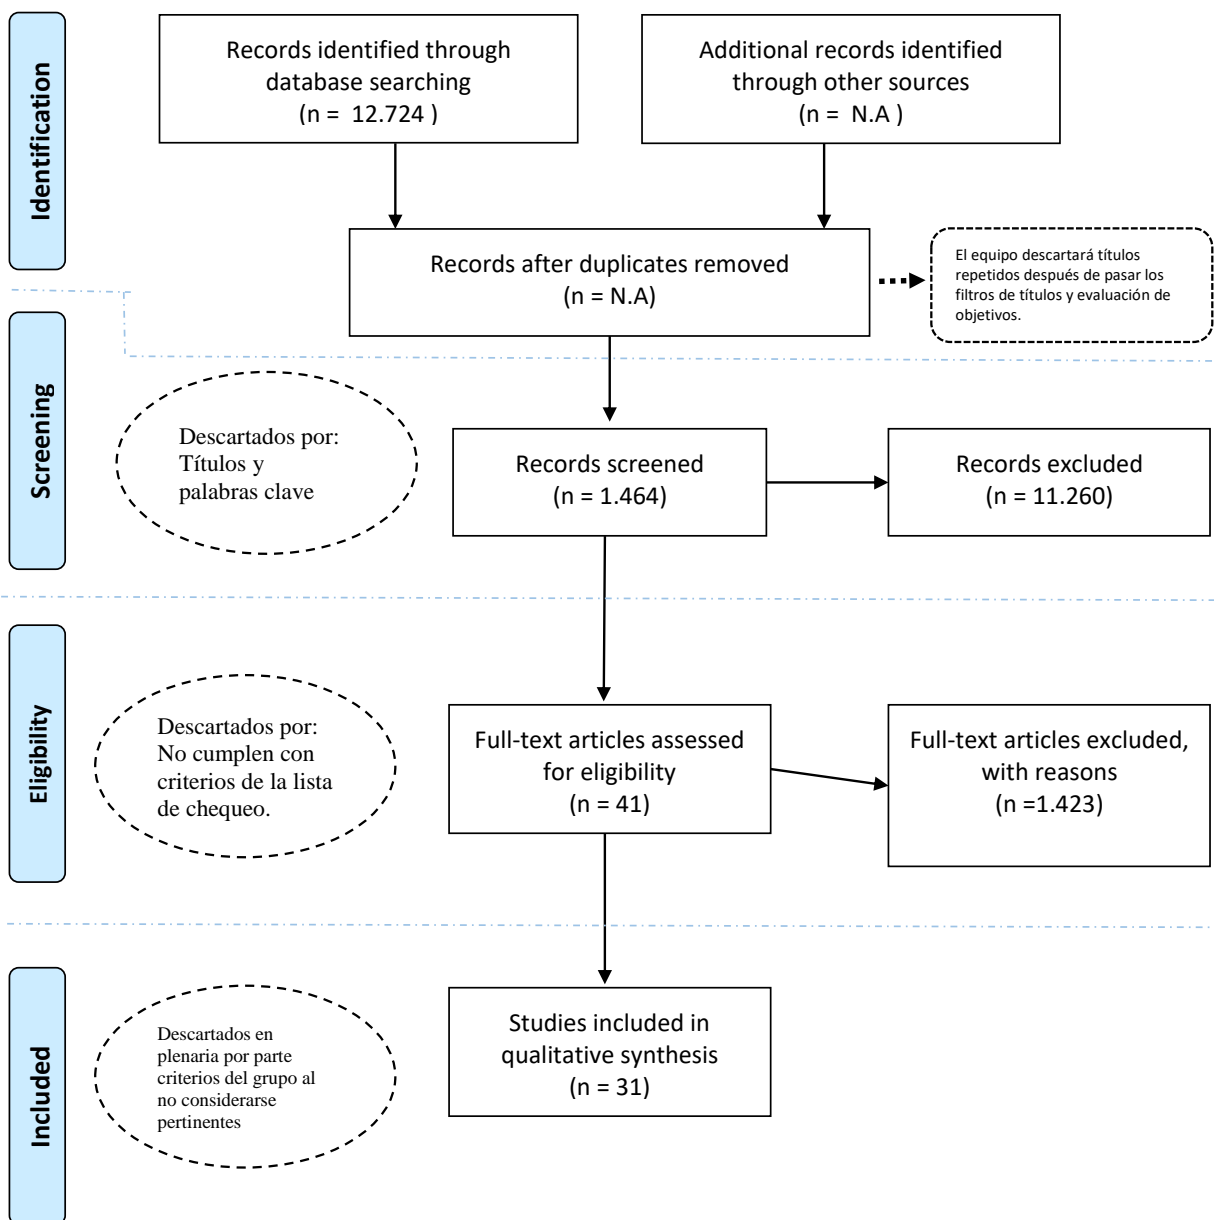 Identification
Records identified through
database searching
(n =  12.724 )
Additional records identified
through other sources
(n =  N.A )
Records after duplicates removed
(n = N.A)
El equipo descartará títulos
repetidos después de pasar los
filtros de títulos y evaluación de
objetivos.
Screening
Descartados por:
Títulos y
palabras clave
Records screened
(n = 1.464)
Records excluded
(n = 11.260)
Eligibility
Descartados por:
No cumplen con
criterios de la lista
de chequeo.
Full-text articles assessed
for eligibility
(n = 41)
Full-text articles excluded,
with reasons
(n =1.423)
Included
Descartados en
plenaria por parte
criterios del grupo al
no considerarse
pertinentes
Studies included in
qualitative synthesis
(n = 31)